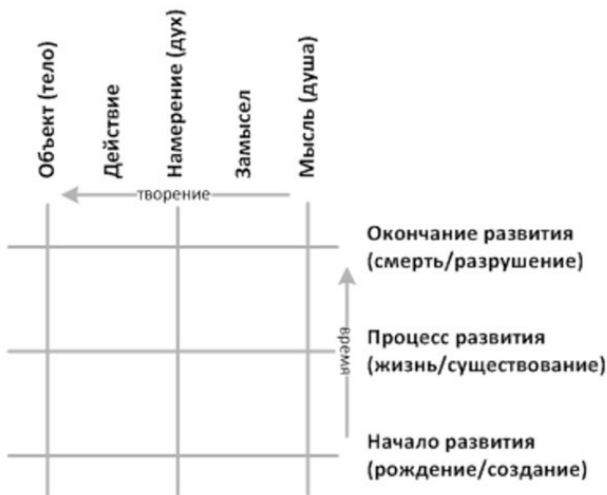 Объект (тело)
Действие
Намерение (дух)
Замысел
Мысль (душа)
творение
Окончание развития
(смерть/разрушение)
время
Процесс развития
(жизнь/существование)
Начало развития
(рождение/создание)